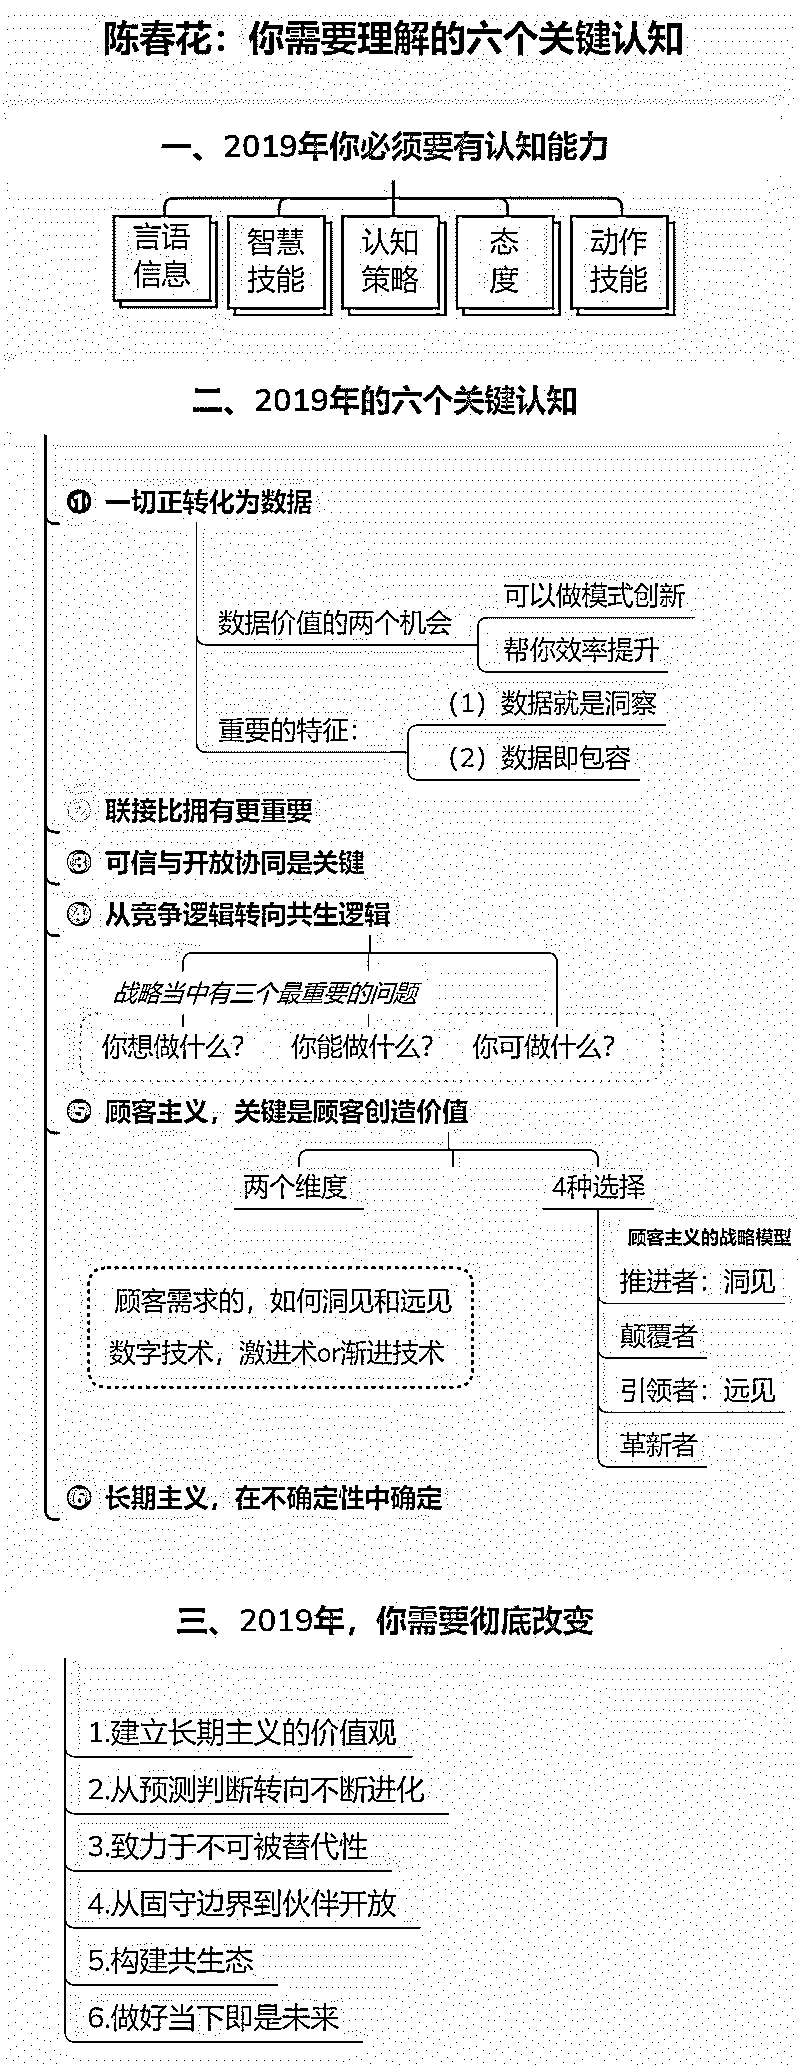 陈春花：你需要理解的六个关键认知
一、2019年你必须要有认知能力
言语
信息
智慧
技能
认知
策略
态
度
动作
技能
二、2019年的六个关键认知
① 一切正转化为数据
数据价值的两个机会
可以做模式创新
帮你效率提升
重要的特征：
（1）数据就是洞察
（2）数据即包容
② 联接比拥有更重要
③ 可信与开放协同是关键
④ 从竞争逻辑转向共生逻辑
战略当中有三个最重要的问题
你想做什么？ 你能做什么？ 你可做什么？
⑤ 顾客主义，关键是顾客创造价值
两个维度
4种选择
顾客需求的，如何洞见和远见
数字技术，激进术or渐进技术
顾客主义的战略模型
推进者：洞见
颠覆者
引领者：远见
革新者
⑥ 长期主义，在不确定性中确定
三、2019年，你需要彻底改变
1.建立长期主义的价值观
2.从预测判断转向不断进化
3.致力于不可被替代性
4.从固守边界到伙伴开放
5.构建共生态
6.做好当下即是未来